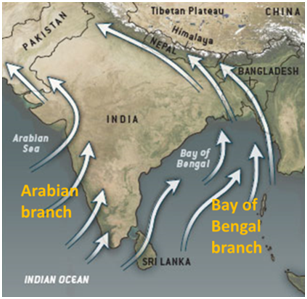 Tibetan Plateau
CHINA
PAKISTAN
Himalaya
NEPAL
BANGLADESH
INDIA
Arabian
Sea
Bay of
Bengal
Arabian
branch
Bay of
Bengal
branch
SRI LANKA
INDIAN OCEAN